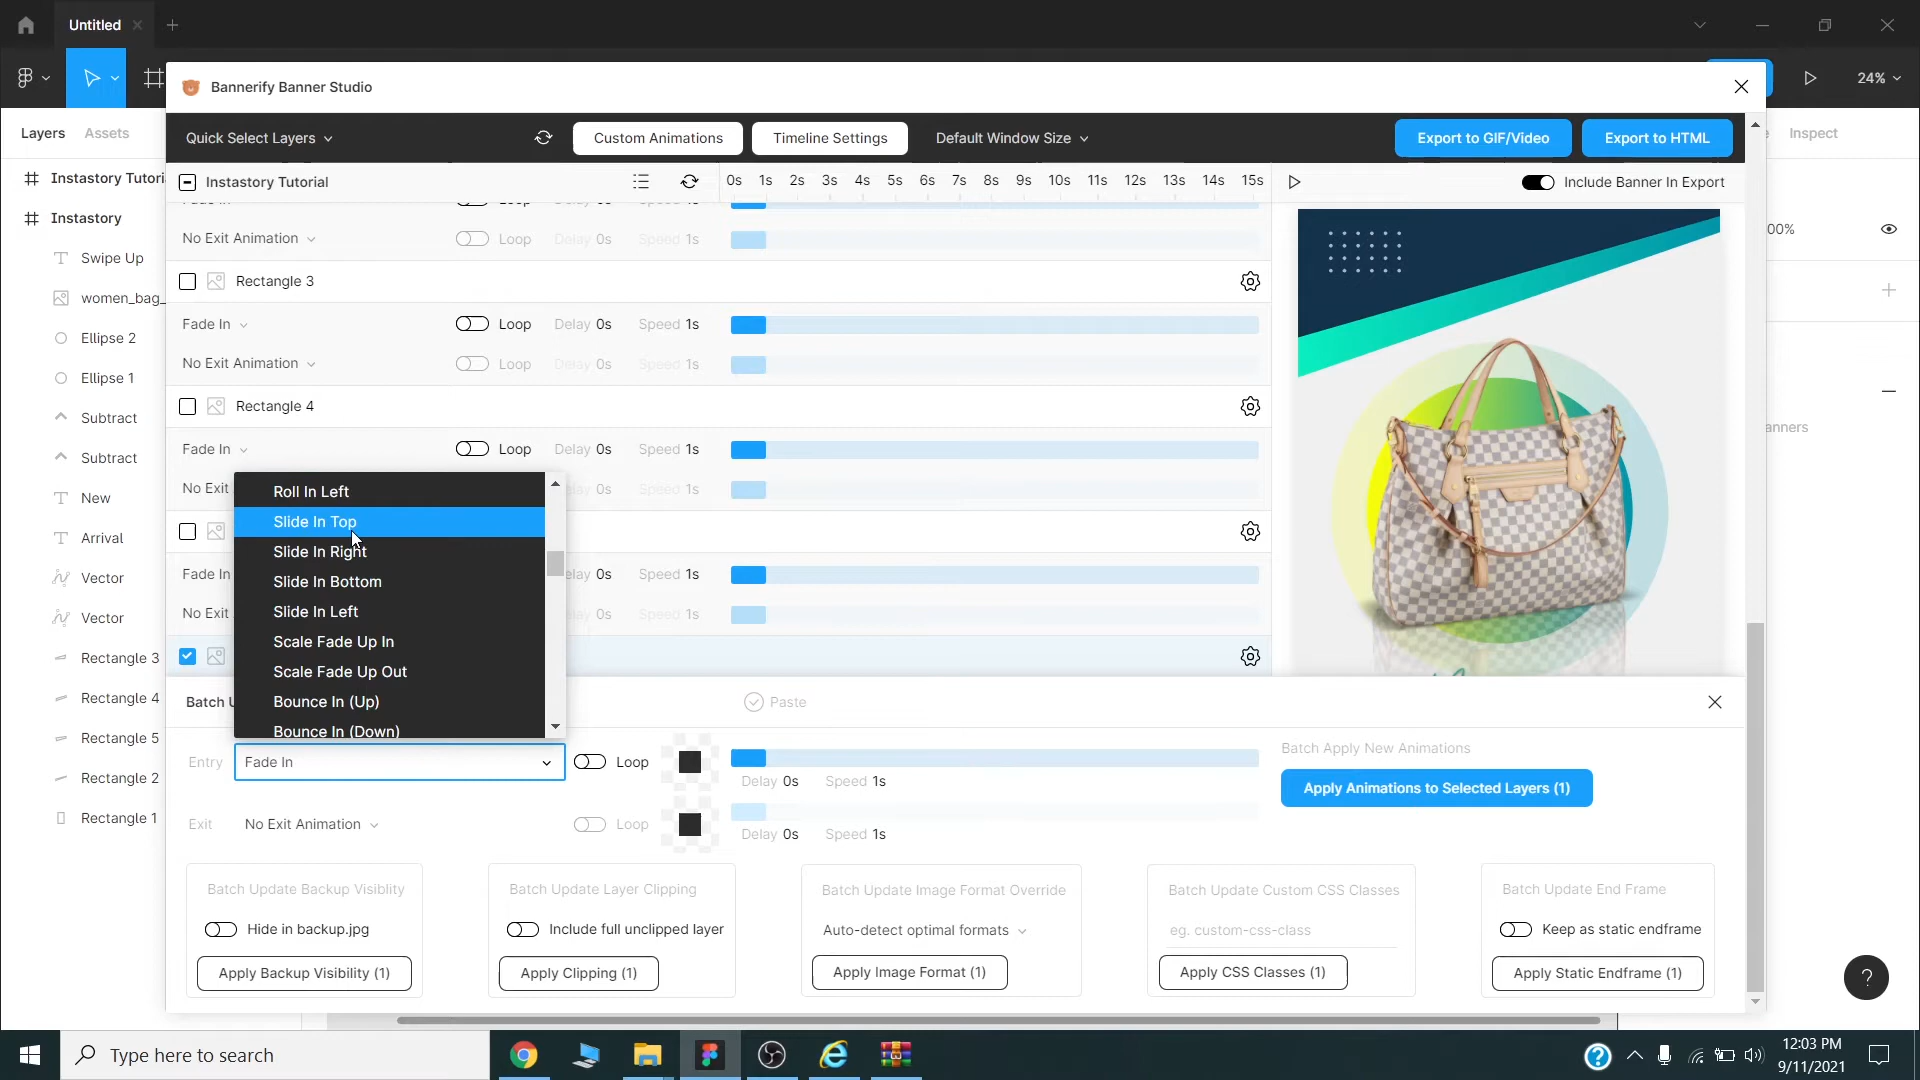 Untitled
24%
Bannerify Banner Studio
Layers
Assets
Inspect
Quick Select Layers
Custom Animations
Timeline Settings
Default Window Size
Export to GIF/Video
Export to HTML
Instastory Tutori
Instastory Tutorial
0s 1s 2s 3s 4s 5s 6s 7s 8s 9s 10s 11s 12s 13s 14s 15s
Include Banner In Export
Instastory
00%
No Exit Animation
Loop
Delay 0s
Speed 1s
Swipe Up
Rectangle 3
women_bag_
Fade In
Loop
Delay 0s
Speed 1s
Ellipse 2
No Exit Animation
Loop
Delay 0s
Speed 1s
Ellipse 1
Rectangle 4
Subtract
anners
Fade In
Loop
Delay 0s
Speed 1s
Subtract
No Exit
0s
Speed 1s
Roll In Left
New
Slide In Top
Arrival
Slide In Right
Fade In
elay 0s
Speed 1s
Vector
Slide In Bottom
No Exit
elay 0s
Speed 1s
Slide In Left
Vector
Scale Fade Up In
Rectangle 3
Scale Fade Up Out
Rectangle 4
Bounce In (Up)
Batch U
Paste
Bounce In (Down)
Rectangle 5
Batch Apply New Animations
Entry
Fade In
Loop
Delay 0s
Speed 1s
Rectangle 2
Apply Animations to Selected Layers (1)
Rectangle 1
Exit
No Exit Animation
Loop
Delay 0s
Speed 1s
Batch Update Backup Visiblity
Batch Update Layer Clipping
Batch Update Image Format Override
Batch Update Custom CSS Classes
Batch Update End Frame
Hide in backup.jpg
Include full unclipped layer
Auto-detect optimal formats
eg. custom-css-class
Keep as static endframe
Apply Backup Visibility (1)
Apply Clipping (1)
Apply Image Format (1)
Apply CSS Classes (1)
Apply Static Endframe (1)
?
Type here to search
12:03 PM
9/11/2021